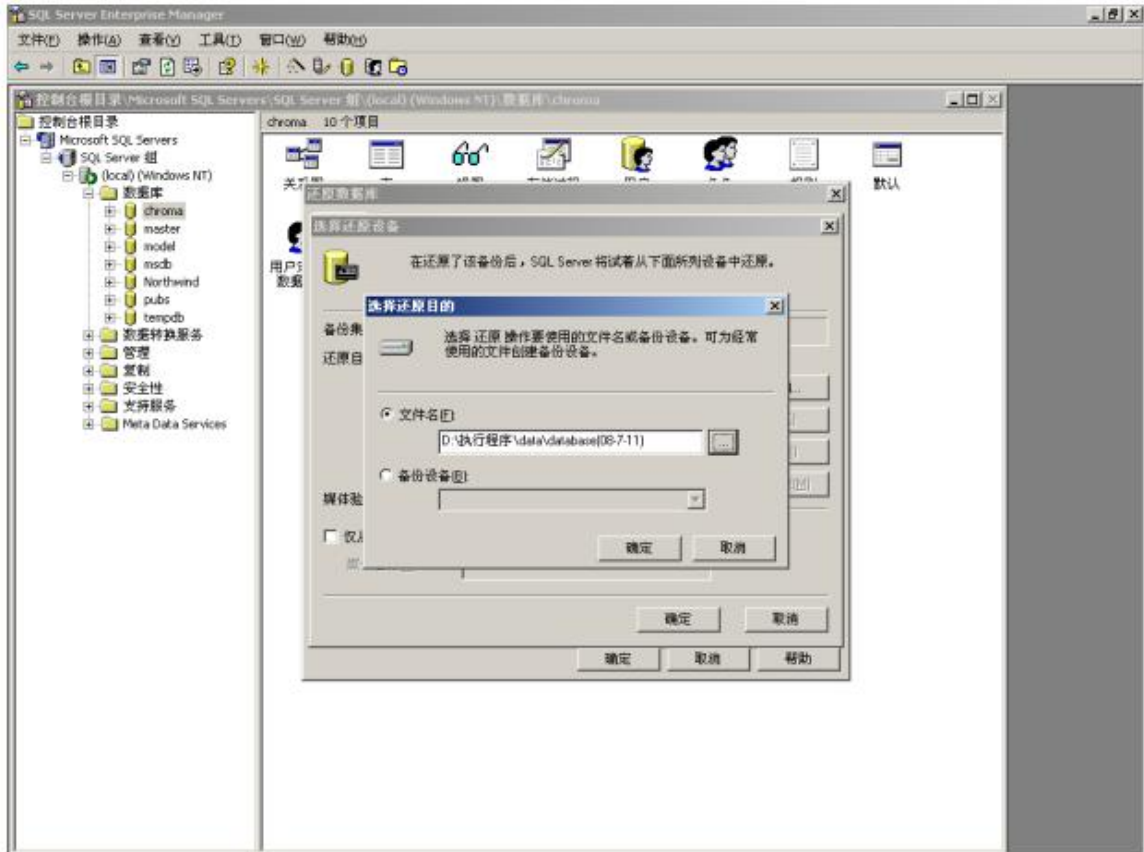 SQL Server Enterprise Manager
文件(F) 操作(A) 查看(V) 工具(T) 窗口(W) 帮助(H)
控制台根目录\Microsoft SQL Servers\SQL Server 组\(local) (Windows NT)\数据库\chroma
控制台根目录
Microsoft SQL Servers
SQL Server 组
(local) (Windows NT)
数据库
chroma
master
model
msdb
Northwind
pubs
tempdb
数据转换服务
管理
复制
安全性
支持服务
Meta Data Services
chroma 10 个项目
默认
还原数据库
选择还原设备
在还原了该备份后，SQL Server 将试着从下面所列设备中还原。
备份集
还原自
选择还原目的
选择 还原 操作要使用的文件名或备份设备。可为经常
使用的文件创建备份设备。
文件名(F):
D:\执行程序\data\database(08-7-11)
...
备份设备(B):
确定 取消
媒体验
仅从
确定 取消
确定 取消 帮助